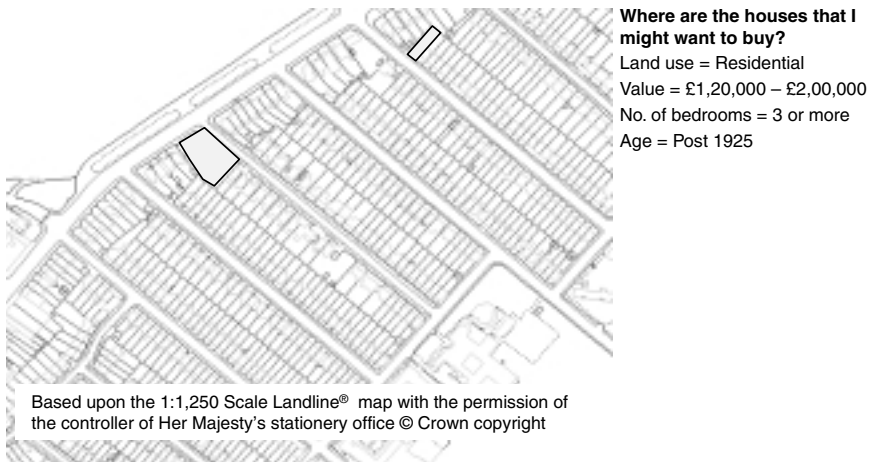 Where are the houses that I
might want to buy?
Land use = Residential
Value = £1,20,000 – £2,00,000
No. of bedrooms = 3 or more
Age = Post 1925
Based upon the 1:1,250 Scale Landline® map with the permission of
the controller of Her Majesty's stationery office © Crown copyright